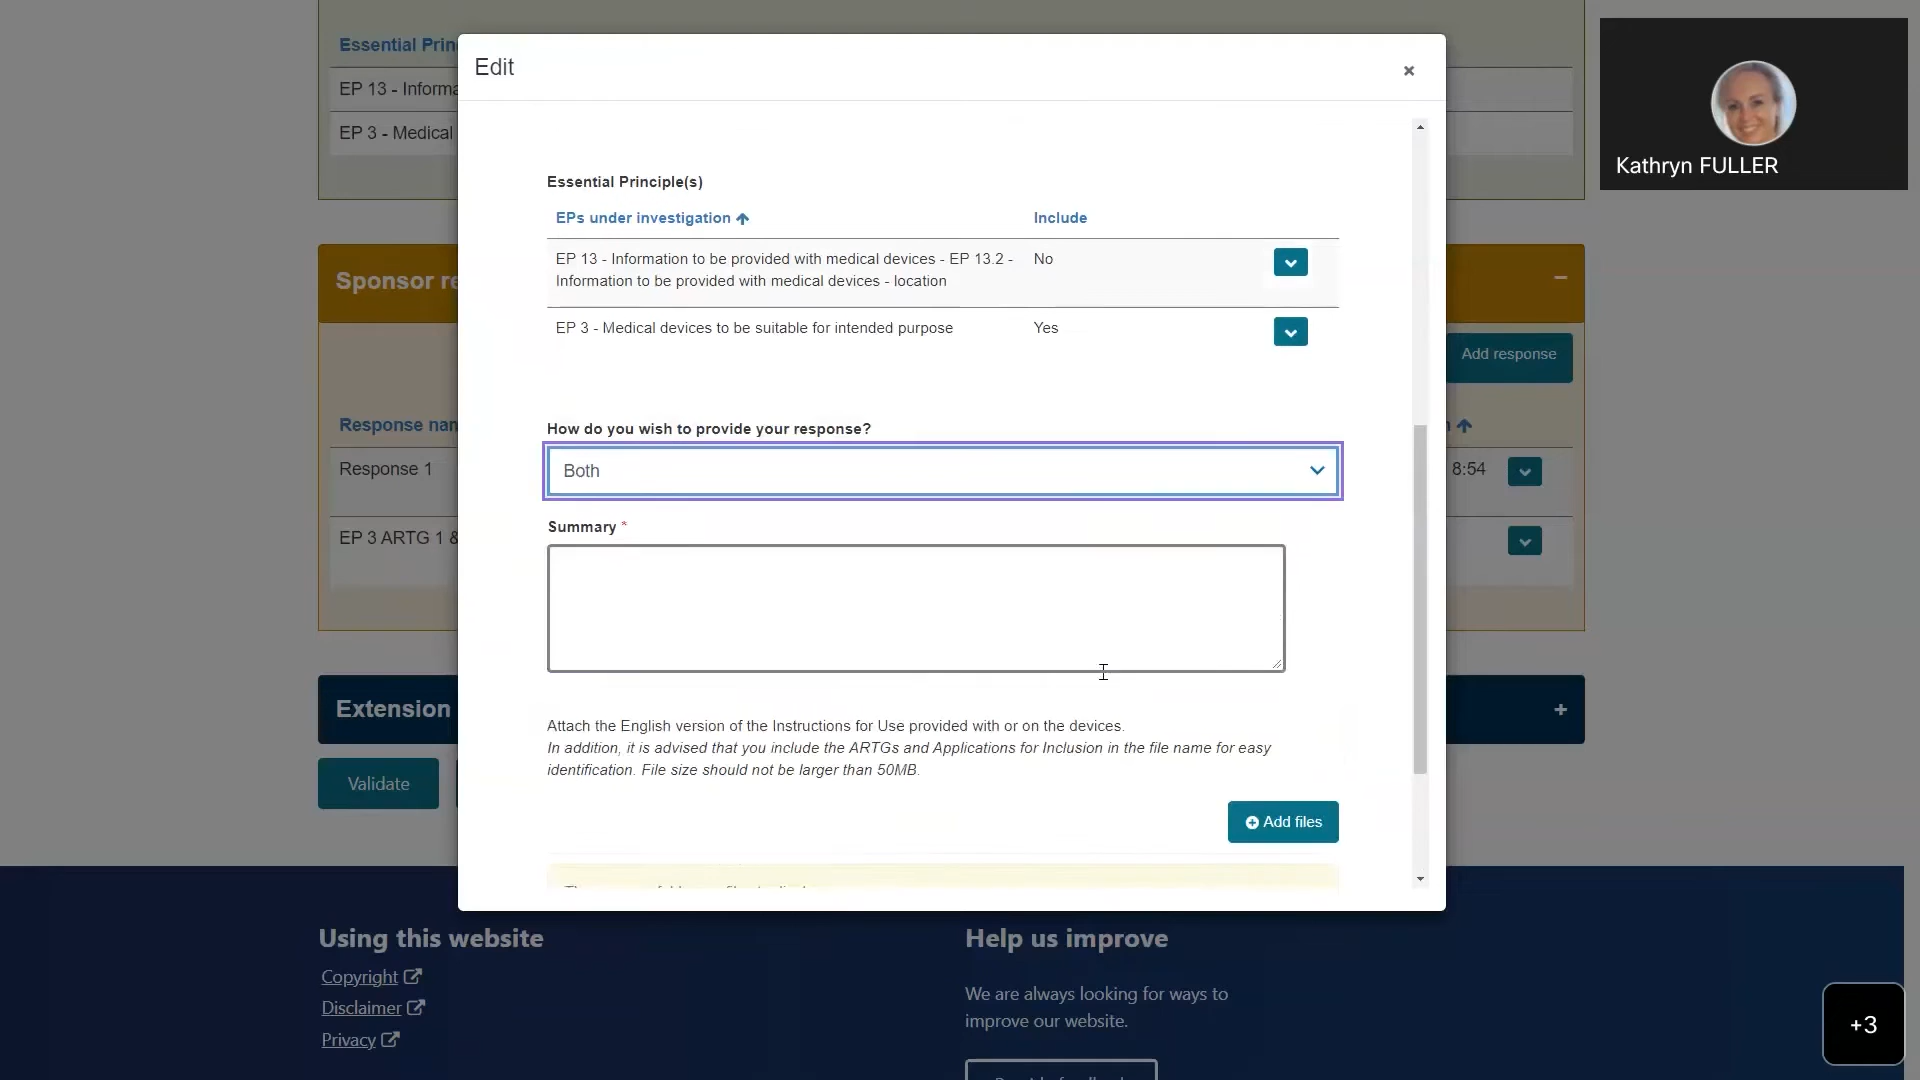 Essential Prin
EP 13 - Informa
EP 3 - Medical
Edit
×
Kathryn FULLER
Essential Principle(s)
EPs under investigation
Include
EP 13 - Information to be provided with medical devices - EP 13.2 -
Information to be provided with medical devices - location
No
EP 3 - Medical devices to be suitable for intended purpose
Yes
Sponsor re
Add response
Response nam
Response 1
8:54
EP 3 ARTG 1 &
How do you wish to provide your response?
Both
Summary *
Attach the English version of the Instructions for Use provided with or on the devices.
In addition, it is advised that you include the ARTGs and Applications for Inclusion in the file name for easy
identification. File size should not be larger than 50MB.
Add files
Extension
Validate
Using this website
Copyright
Disclaimer
Privacy
Help us improve
We are always looking for ways to
improve our website.
+3